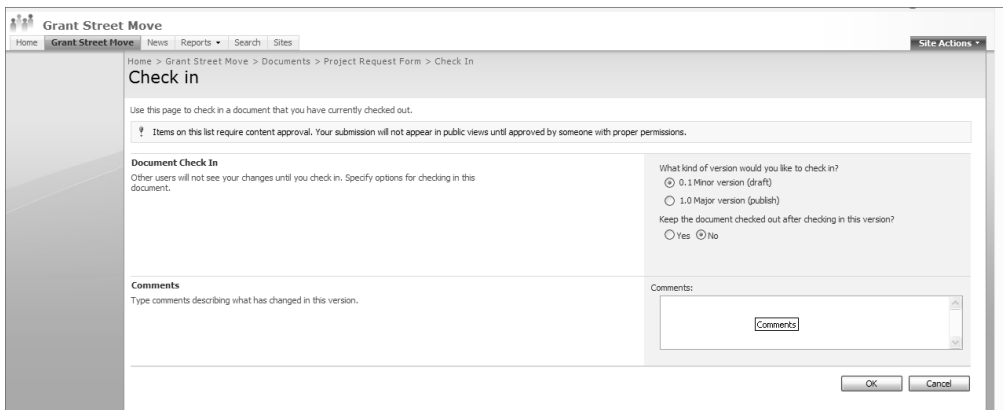 Grant Street Move
Home Grant Street Move News Reports Search Sites Site Actions
Home > Grant Street Move > Documents > Project Request Form > Check In
Check in
Use this page to check in a document that you have currently checked out.
Items on this list require content approval. Your submission will not appear in public views until approved by someone with proper permissions.
Document Check In
Other users will not see your changes until you check in. Specify options for checking in this
document.
What kind of version would you like to check in?
0.1 Minor version (draft)
1.0 Major version (publish)
Keep the document checked out after checking in this version?
Yes No
Comments
Type comments describing what has changed in this version.
Comments:
Comments
OK Cancel